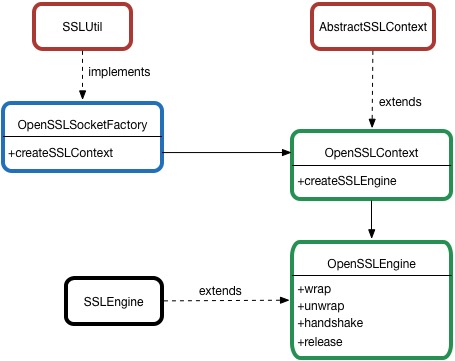 SSLUtil
AbstractSSLContext
implements
extends
OpenSSLSocketFactory
+createSSLContext
OpenSSLContext
+createSSLEngine
OpenSSLEngine
+wrap
+unwrap
+handshake
+release
SSLEngine
extends